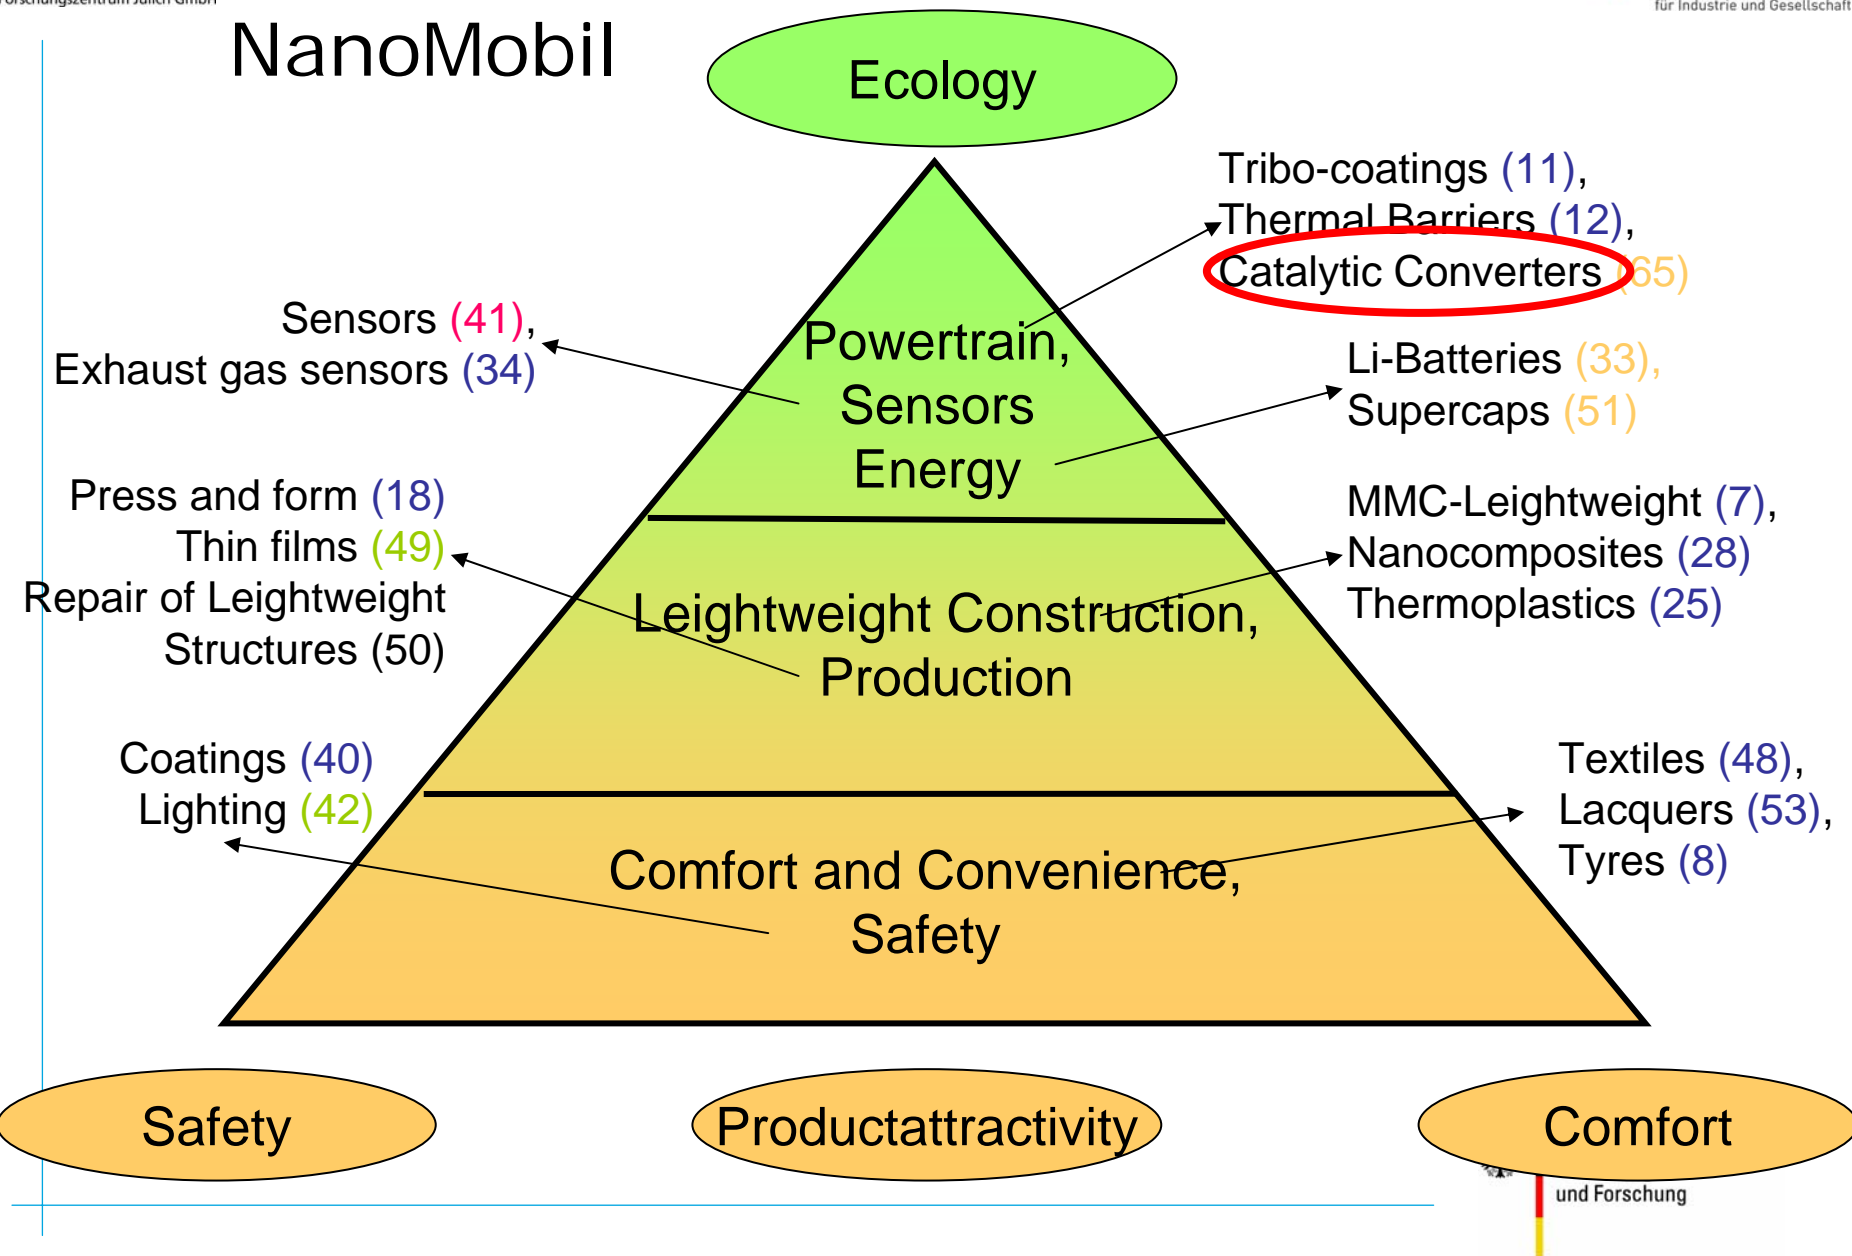 Forschungszentrum Jülich GmbH
für Industrie und Gesellschaft
NanoMobil
Ecology
Tribo-coatings (11),
Thermal Barriers (12),
Catalytic Converters (65)
Sensors (41),
Exhaust gas sensors (34)
Powertrain,
Sensors
Energy
Li-Batteries (33),
Supercaps (51)
Press and form (18)
Thin films (49)
Repair of Leightweight
Structures (50)
MMC-Leightweight (7),
Nanocomposites (28)
Thermoplastics (25)
Leightweight Construction,
Production
Coatings (40)
Lighting (42)
Textiles (48),
Lacquers (53),
Tyres (8)
Comfort and Convenience,
Safety
Safety
Productattractivity
Comfort
und Forschung